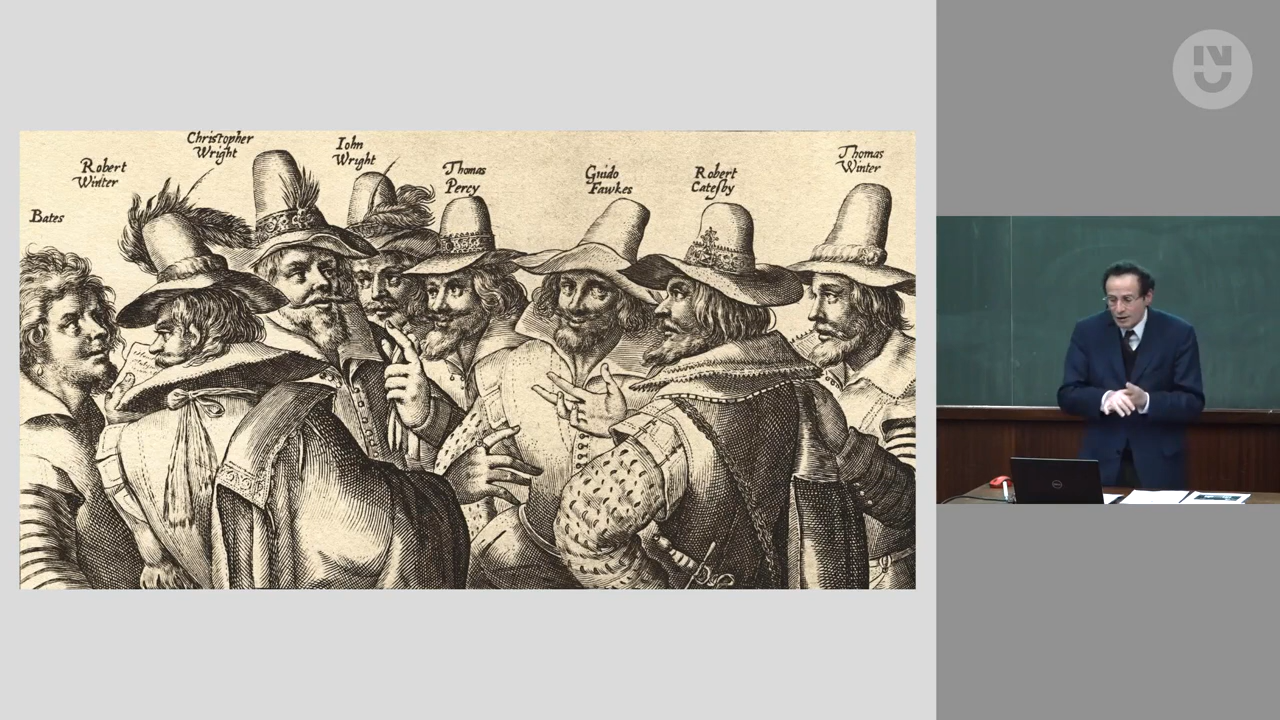 Bates
Robert
Winter
Christopher
Wright
Iohn
Wright
Thomas
Percy
Guido
Fawkes
Robert
Catesby
Thomas
Winter